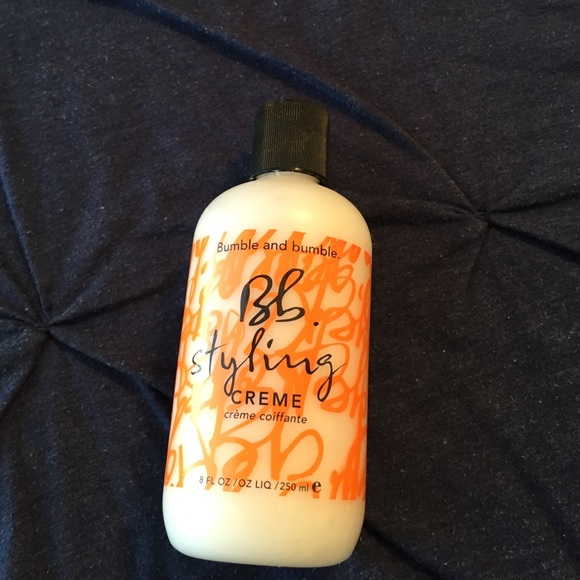 Bumble and bumble.
Bb.
styling
CREME
crème coiffante
8 FL OZ / OZ LIQ / 250 ml e